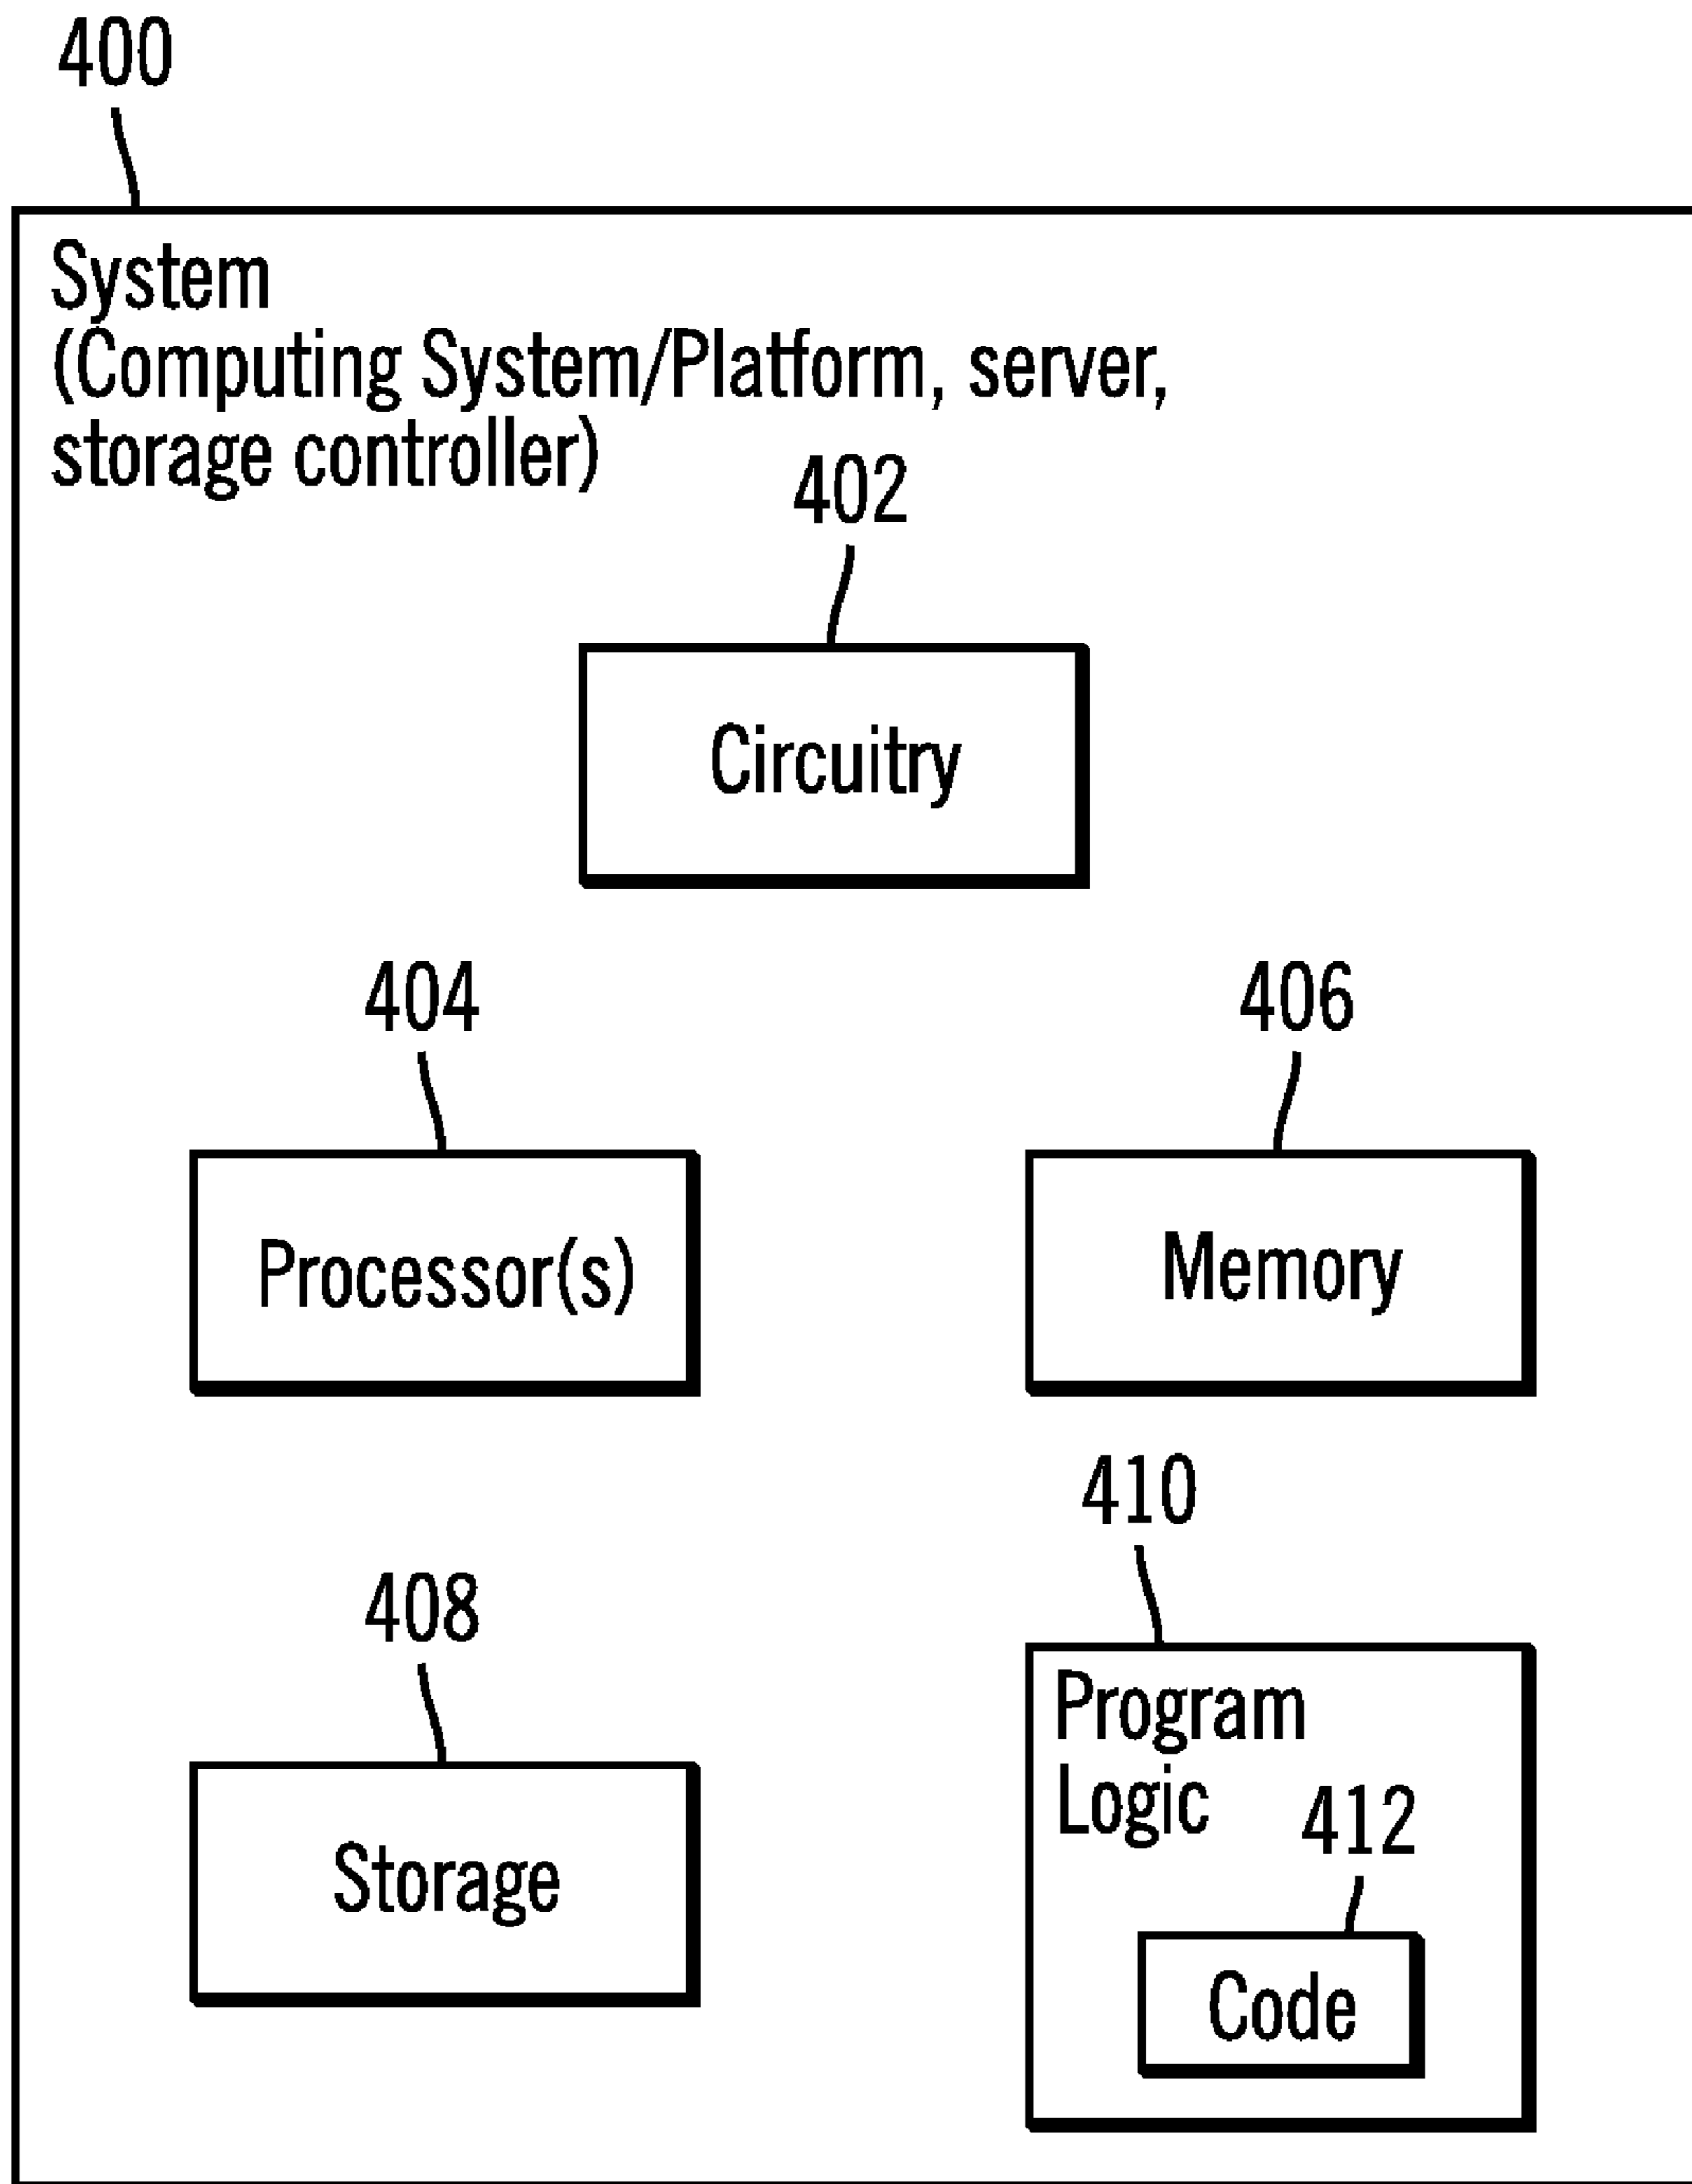 400
System
(Computing System/Platform, server,
storage controller)
402
Circuitry
404
406
Processor(s)
Memory
410
408
Program
Logic
412
Storage
Code